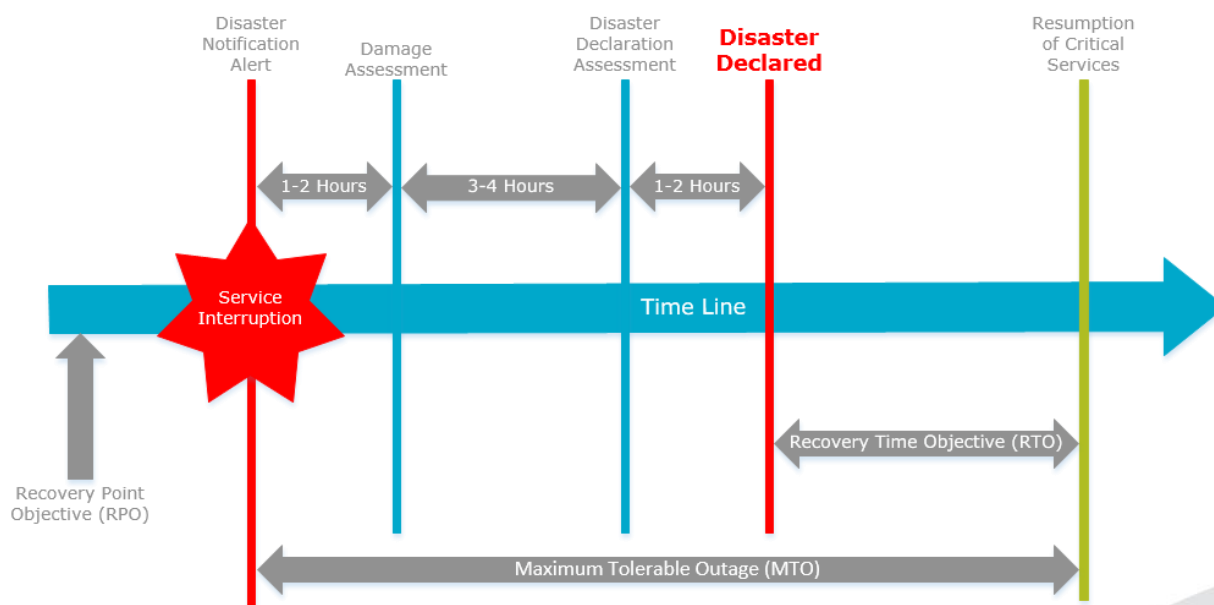 Disaster
Notification
Alert
Damage
Assessment
Disaster
Declaration
Assessment
Disaster
Declared
Resumption
of Critical
Services
1-2 Hours
3-4 Hours
1-2 Hours
Service
Interruption
Time Line
Recovery Time Objective (RTO)
Recovery Point
Objective (RPO)
Maximum Tolerable Outage (MTO)